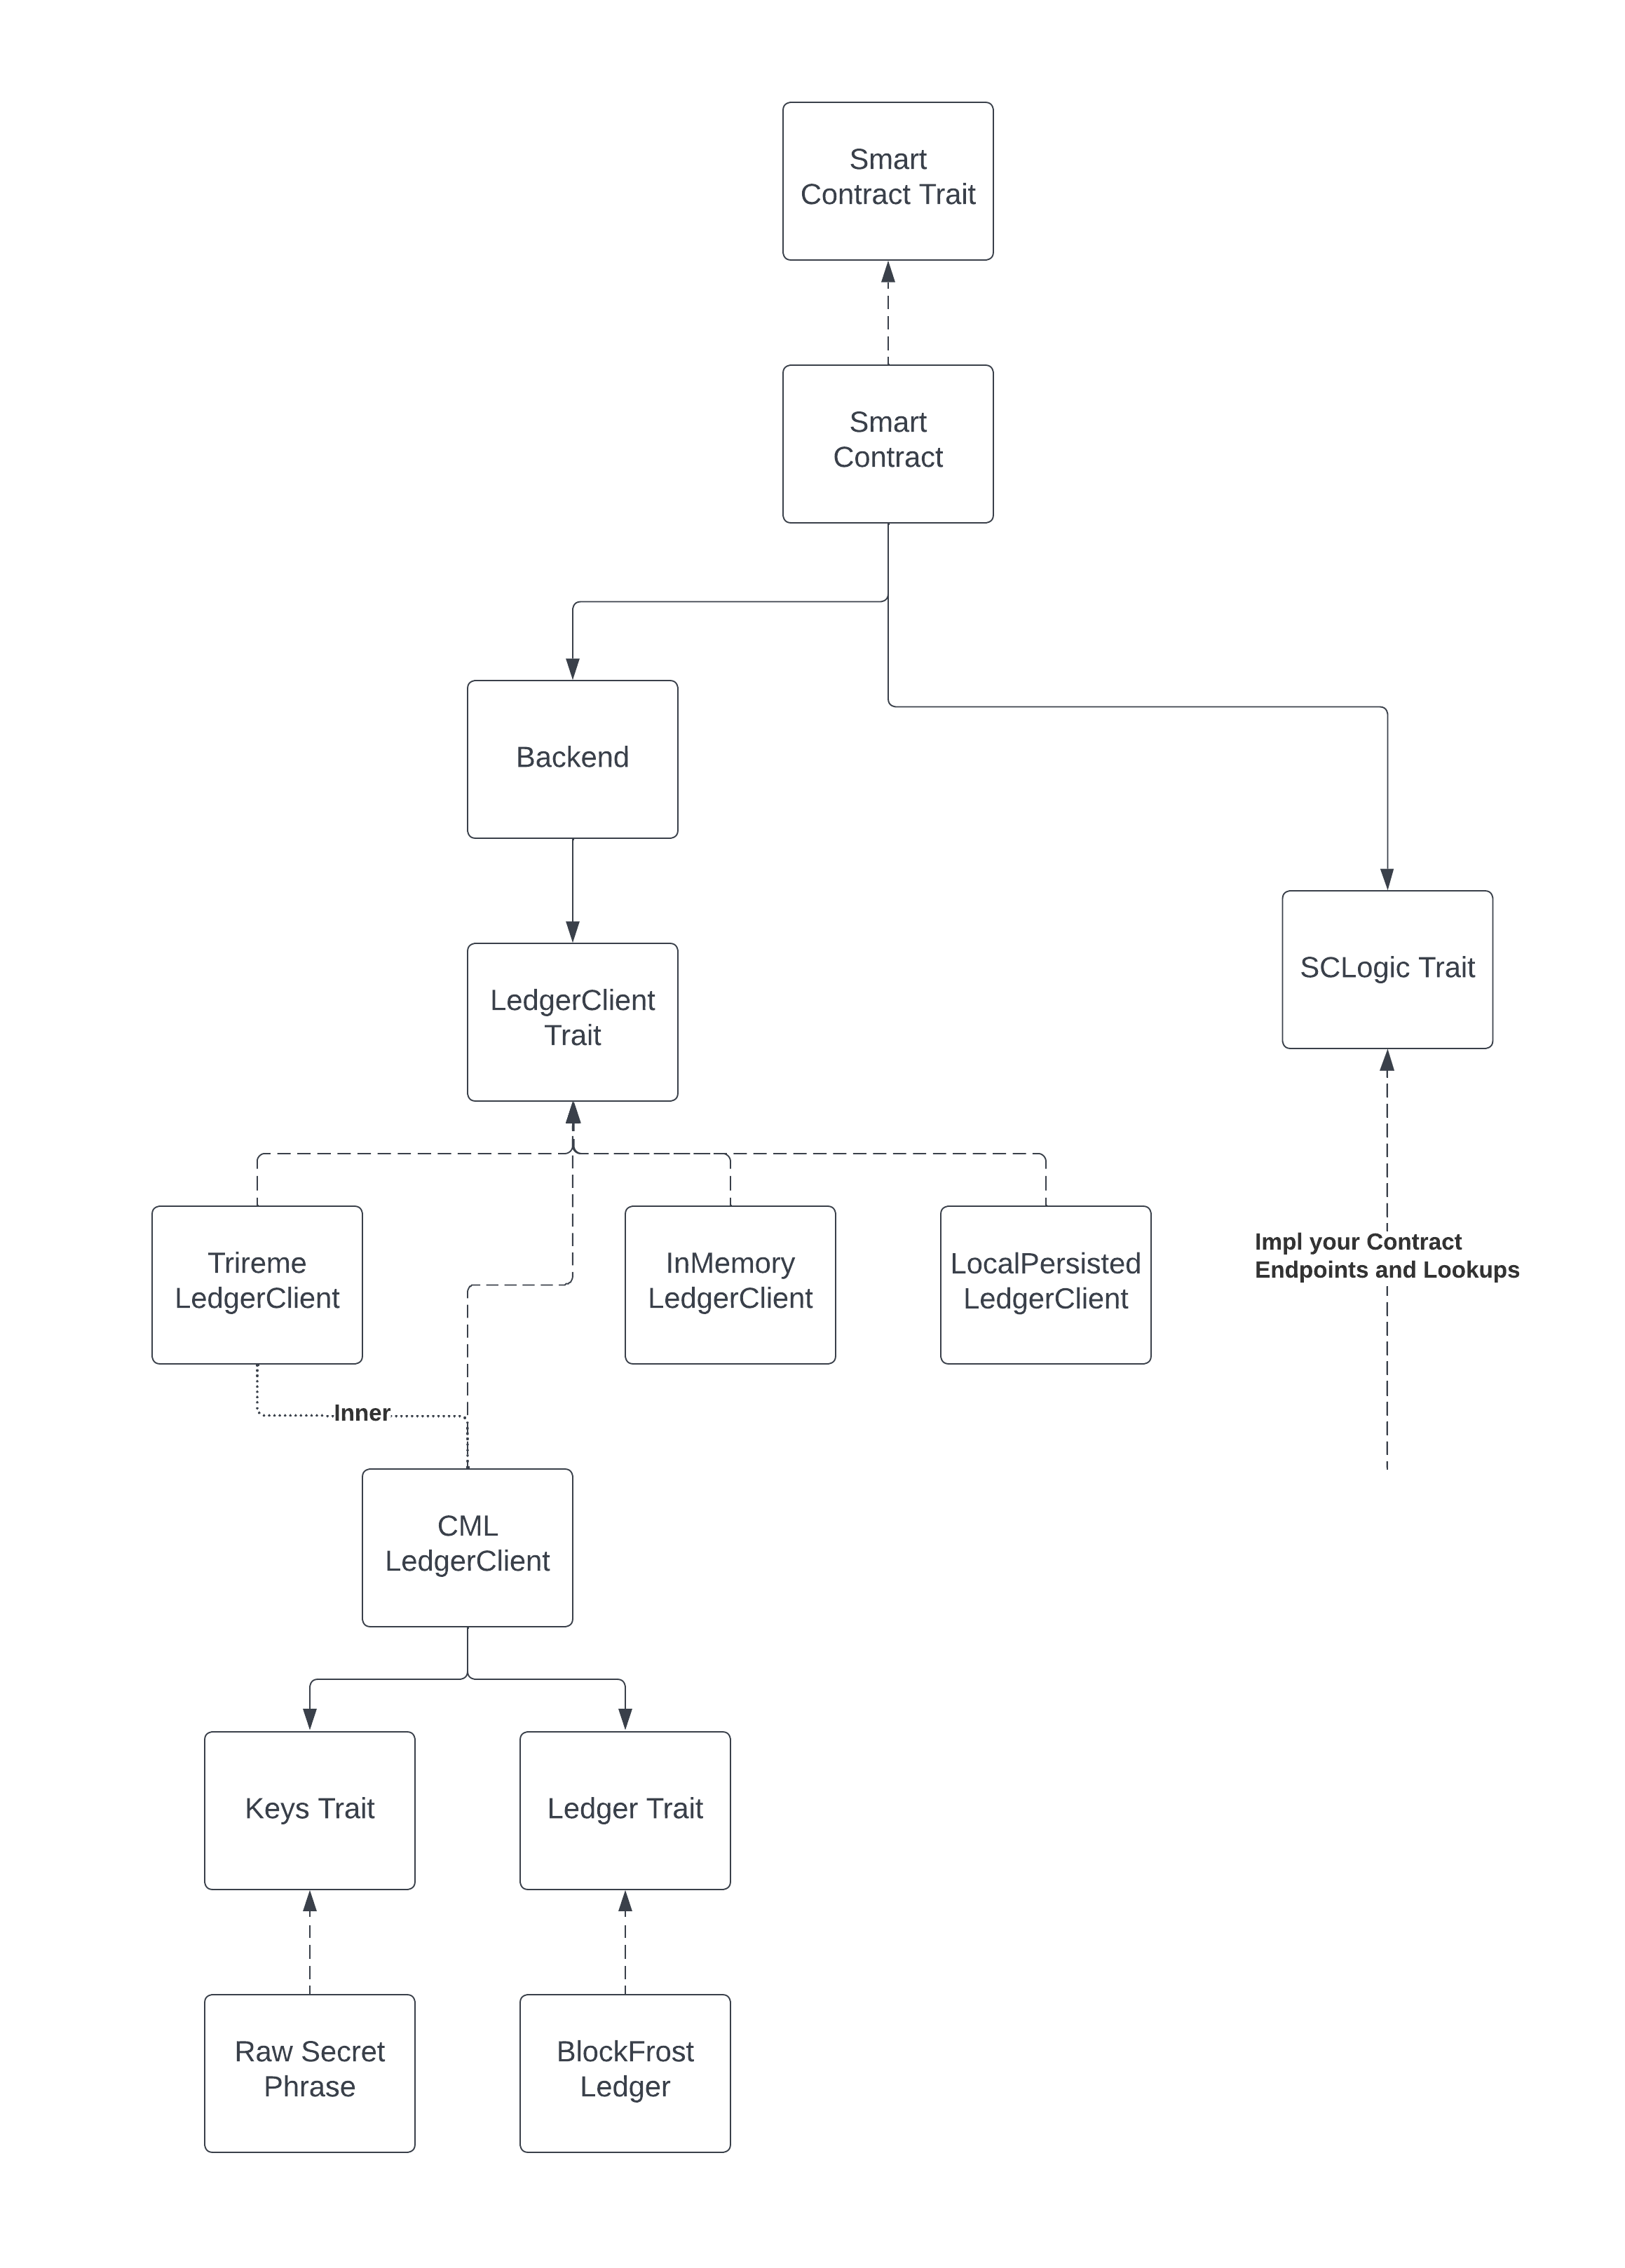 Smart
Contract Trait
Smart
Contract
Backend
LedgerClient
Trait
SCLogic Trait
Trireme
LedgerClient
InMemory
LedgerClient
LocalPersisted
LedgerClient
Impl your Contract
Endpoints and Lookups
Inner
CML
LedgerClient
Keys Trait
Ledger Trait
Raw Secret
Phrase
BlockFrost
Ledger